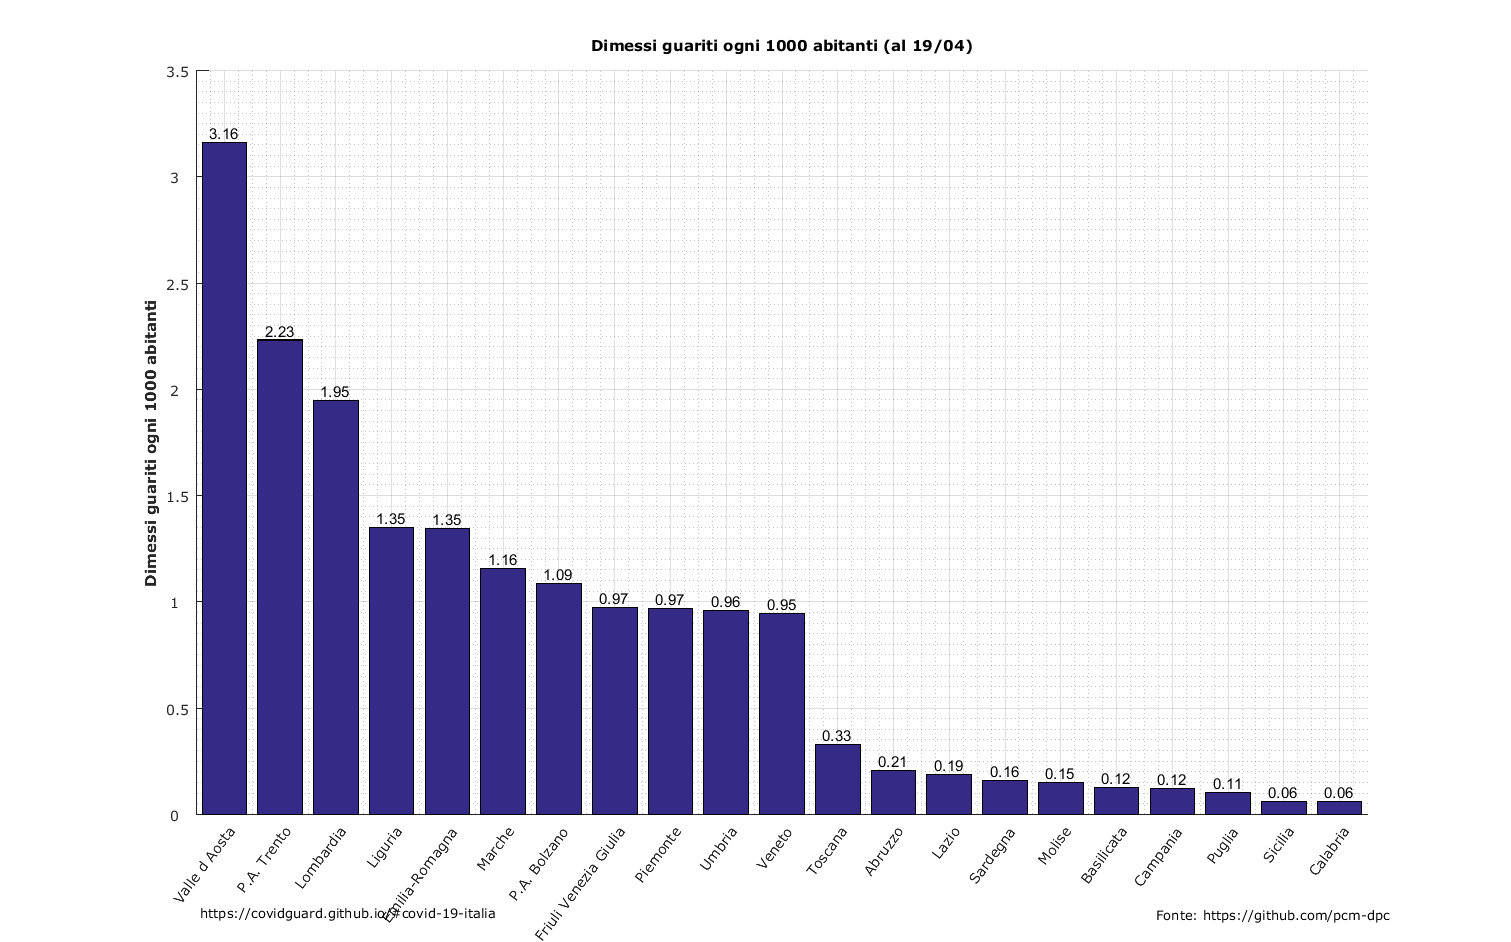 Dimessi guariti ogni 1000 abitanti (al 19/04)
Dimessi guariti ogni 1000 abitanti
3.5
3
2.5
2
1.5
1
0.5
0
3.16
2.23
1.95
1.35
1.35
1.16
1.09
0.97
0.97
0.96
0.95
0.33
0.21
0.19
0.16
0.15
0.12
0.12
0.11
0.06
0.06
Valle d Aosta
P.A. Trento
Lombardia
Liguria
Emilia-Romagna
Marche
P.A. Bolzano
Friuli Venezia Giulia
Piemonte
Umbria
Veneto
Toscana
Abruzzo
Lazio
Sardegna
Molise
Basilicata
Campania
Puglia
Sicilia
Calabria
https://covidguard.github.io/#covid-19-italia
Fonte: https://github.com/pcm-dpc